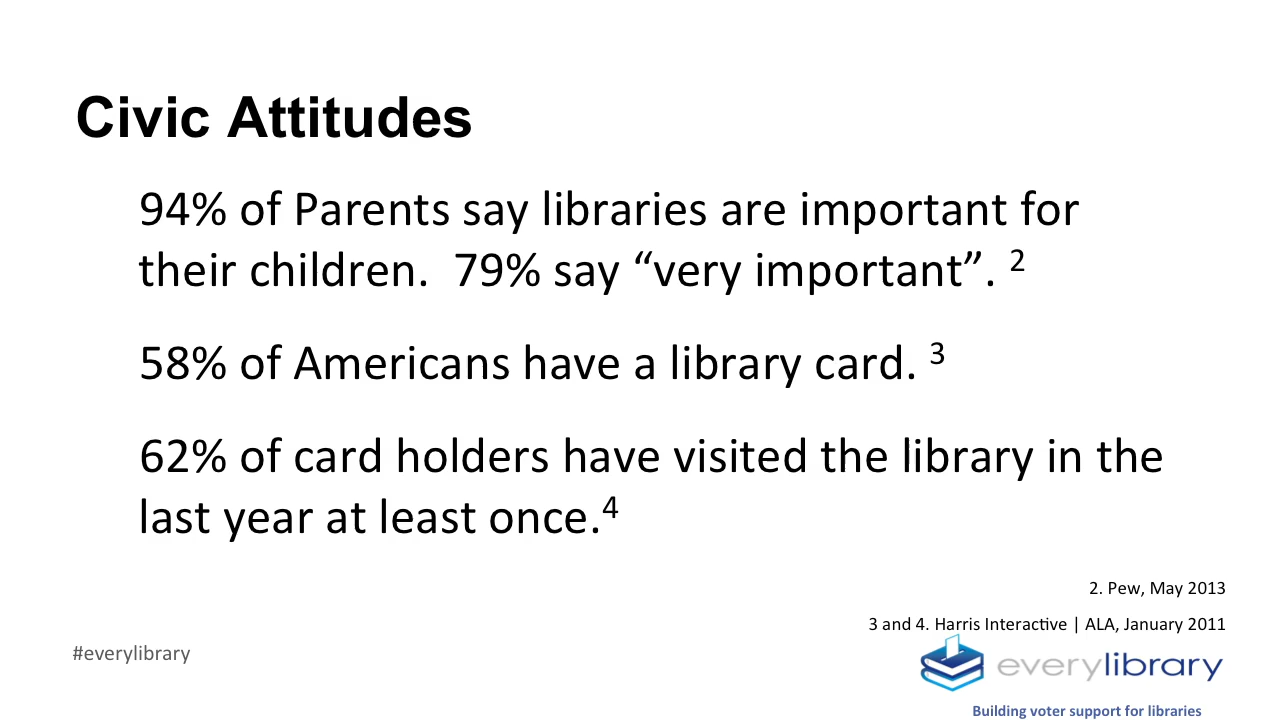 Civic Attitudes
94% of Parents say libraries are important for
their children.  79% say “very important”. 2
58% of Americans have a library card. 3
62% of card holders have visited the library in the
last year at least once.4
2. Pew, May 2013
3 and 4. Harris Interactive | ALA, January 2011
#everylibrary
everylibrary
Building voter support for libraries